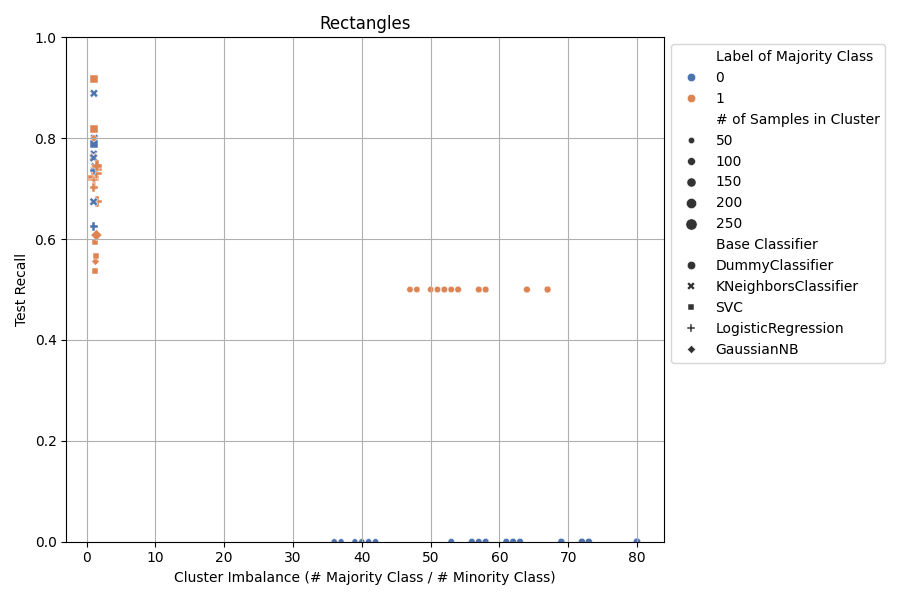 Rectangles
1.0
0.8
0.6
0.4
0.2
0.0
Test Recall
0 10 20 30 40 50 60 70 80
Cluster Imbalance (# Majority Class / # Minority Class)
Label of Majority Class
0
1
# of Samples in Cluster
50
100
150
200
250
Base Classifier
DummyClassifier
KNeighborsClassifier
SVC
LogisticRegression
GaussianNB